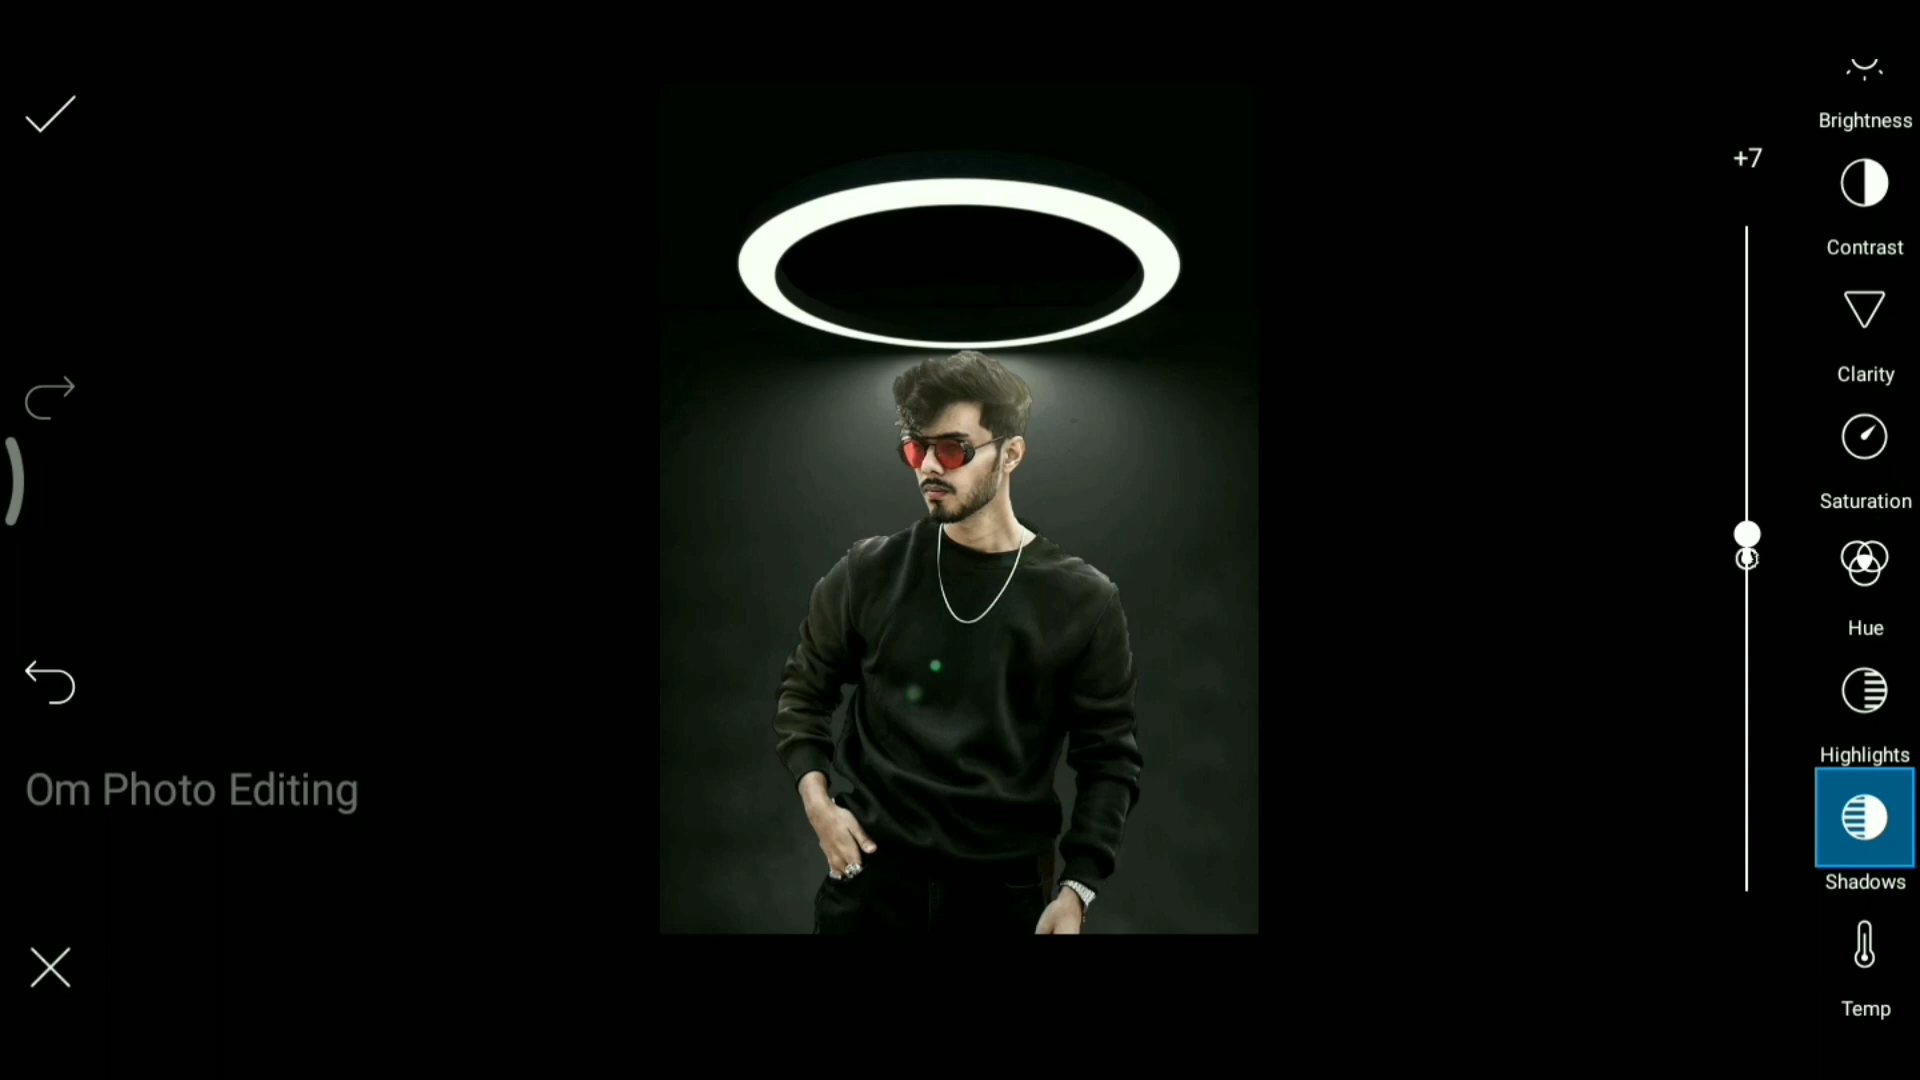 Brightness
+7
Contrast
Clarity
Saturation
Hue
Highlights
Om Photo Editing
Shadows
Temp